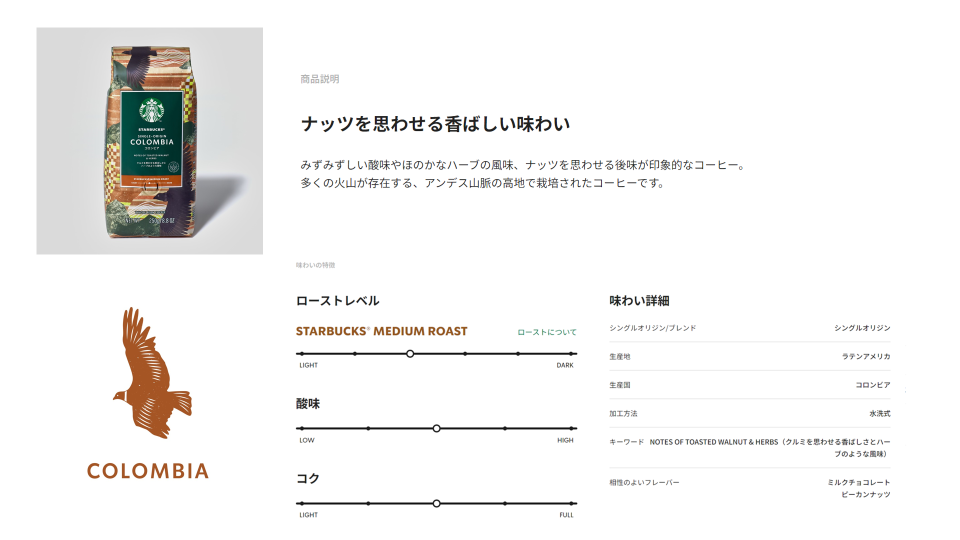 STARBUCKS®
SINGLE-ORIGIN
COLOMBIA
コロンビア
NOTES OF TOASTED WALNUT
& HERBS
商品説明
ナッツを思わせる香ばしい味わい
みずみずしい酸味やほのかなハーブの風味、ナッツを思わせる後味が印象的なコーヒー。
多くの火山が存在する、アンデス山脈の高地で栽培されたコーヒーです。
COLOMBIA
味わいの特徴
ローストレベル
STARBUCKS® MEDIUM ROAST
ローストについて
LIGHT
DARK
酸味
LOW
HIGH
コク
LIGHT
FULL
味わい詳細
シングルオリジン/ブレンド シングルオリジン
生産地 ラテンアメリカ
生産国 コロンビア
加工方法 水洗式
キーワード NOTES OF TOASTED WALNUT & HERBS（クルミを思わせる香ばしさとハー
ブのような風味）
相性のよいフレーバー ミルクチョコレート
ピーカンナッツ